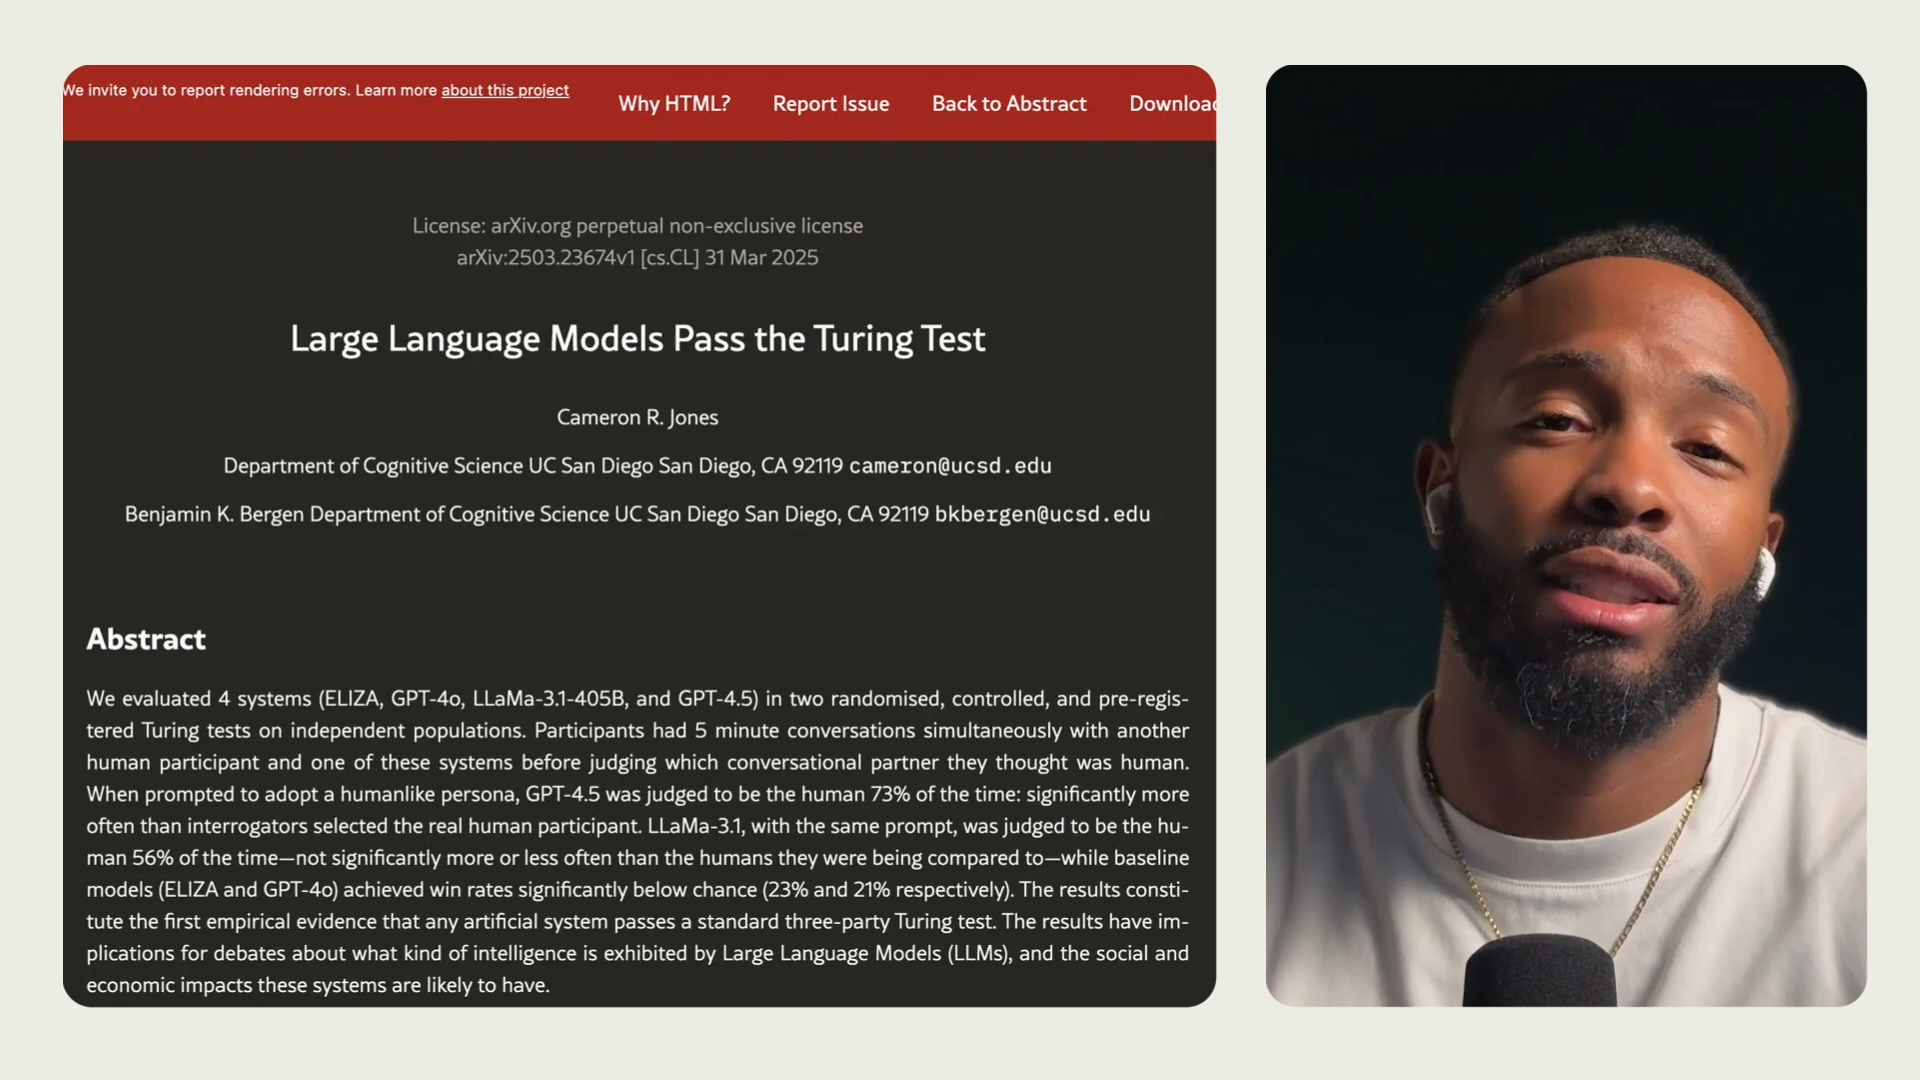 We invite you to report rendering errors. Learn more about this project
Why HTML? Report Issue Back to Abstract Download
License: arXiv.org perpetual non-exclusive license
arXiv:2503.23674v1 [cs.CL] 31 Mar 2025
Large Language Models Pass the Turing Test
Cameron R. Jones
Department of Cognitive Science UC San Diego San Diego, CA 92119 cameron@ucsd.edu
Benjamin K. Bergen Department of Cognitive Science UC San Diego San Diego, CA 92119 bkbergen@ucsd.edu
Abstract
We evaluated 4 systems (ELIZA, GPT-4o, LLaMa-3.1-405B, and GPT-4.5) in two randomised, controlled, and pre-regis-
tered Turing tests on independent populations. Participants had 5 minute conversations simultaneously with another
human participant and one of these systems before judging which conversational partner they thought was human.
When prompted to adopt a humanlike persona, GPT-4.5 was judged to be the human 73% of the time: significantly more
often than interrogators selected the real human participant. LLaMa-3.1, with the same prompt, was judged to be the hu-
man 56% of the time—not significantly more or less often than the humans they were being compared to—while baseline
models (ELIZA and GPT-4o) achieved win rates significantly below chance (23% and 21% respectively). The results consti-
tute the first empirical evidence that any artificial system passes a standard three-party Turing test. The results have im-
plications for debates about what kind of intelligence is exhibited by Large Language Models (LLMs), and the social and
economic impacts these systems are likely to have.